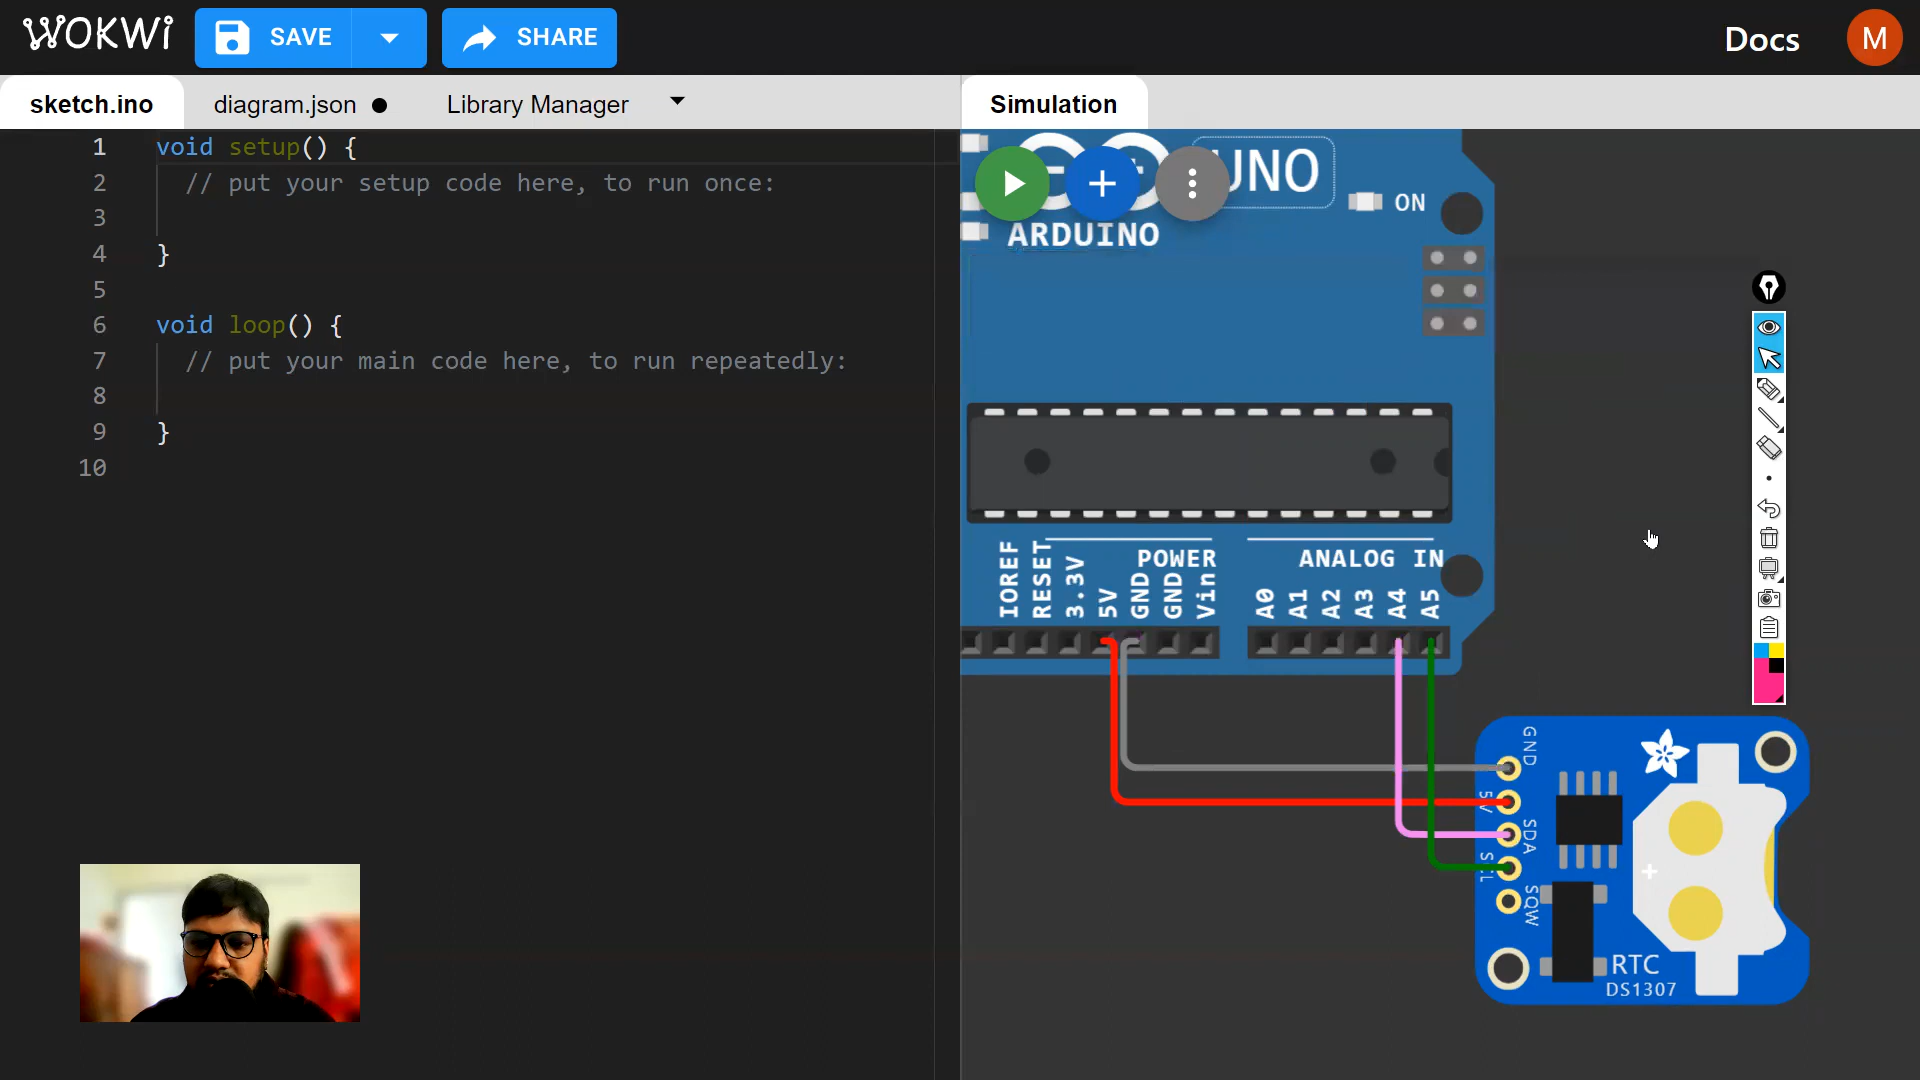 WOKWi
SAVE
SHARE
Docs
M
sketch.ino
diagram.json
Library Manager
Simulation
1 void setup() {
2 // put your setup code here, to run once:
3
4 }
5
6 void loop() {
7 // put your main code here, to run repeatedly:
8
9 }
10
UNO
ON
ARDUINO
POWER
ANALOG IN
IOREF
RESET
3.3V
5V
GND
GND
Vin
A0
A1
A2
A3
A4
A5
GND
5V
SDA
SCL
SQW
RTC
DS1307